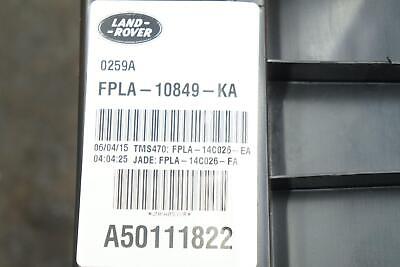 LAND-
-ROVER
0259A
FPLA-10849-KA
06/04/15 TMS470: FPLA-14C026-EA
04:04:25 JADE: FPLA-14C026-FA
A50111822